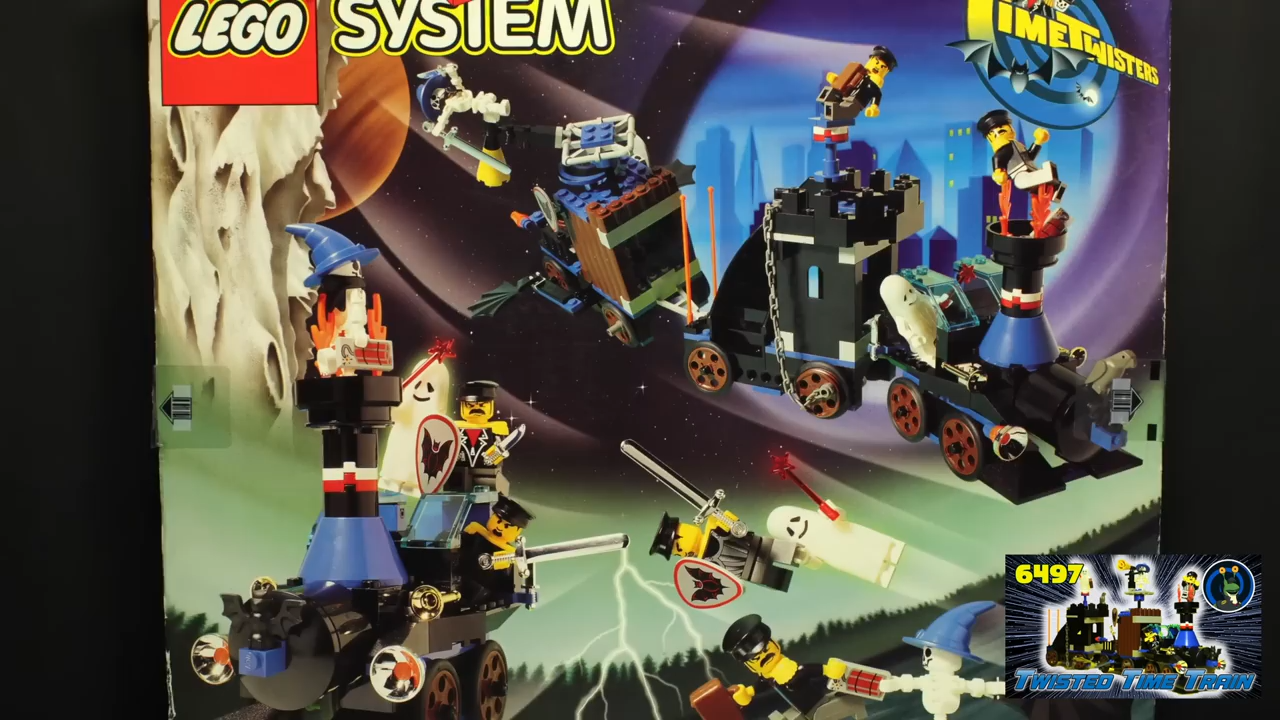 LEGO
SYSTEM
TIME TWISTERS
6497
TWISTED TIME TRAIN